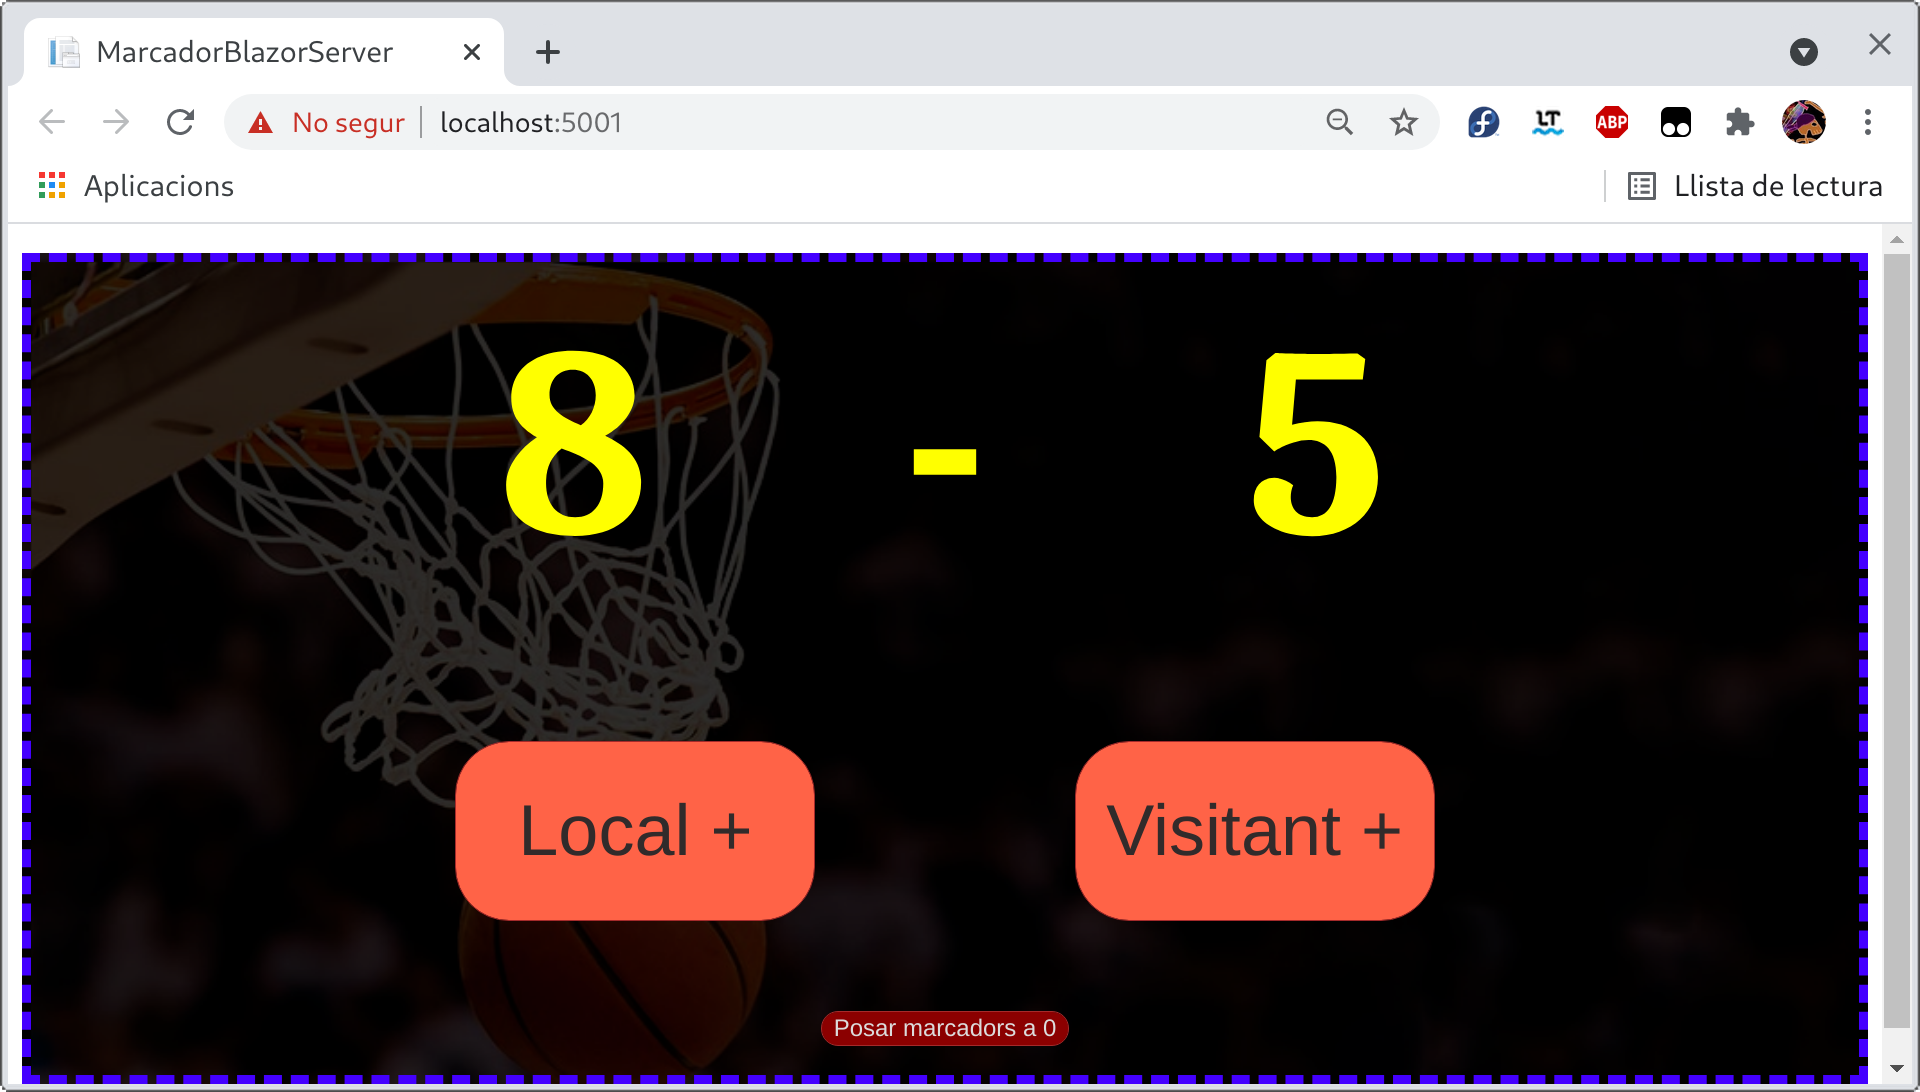 MarcadorBlazorServer
No segur localhost:5001
LT ABP
Aplicacions Llista de lectura
8 - 5
Local + Visitant +
Posar marcadors a 0